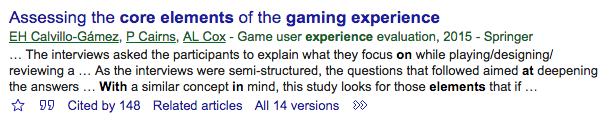 Assessing the core elements of the gaming experience
EH Calvillo-Gámez, P Cairns, AL Cox - Game user experience evaluation, 2015 - Springer
… The interviews asked the participants to explain what they focus on while playing/designing/
reviewing a … As the interviews were semi-structured, the questions that followed aimed at deepening
the answers … With a similar concept in mind, this study looks for those elements that if …
Cited by 148 Related articles All 14 versions